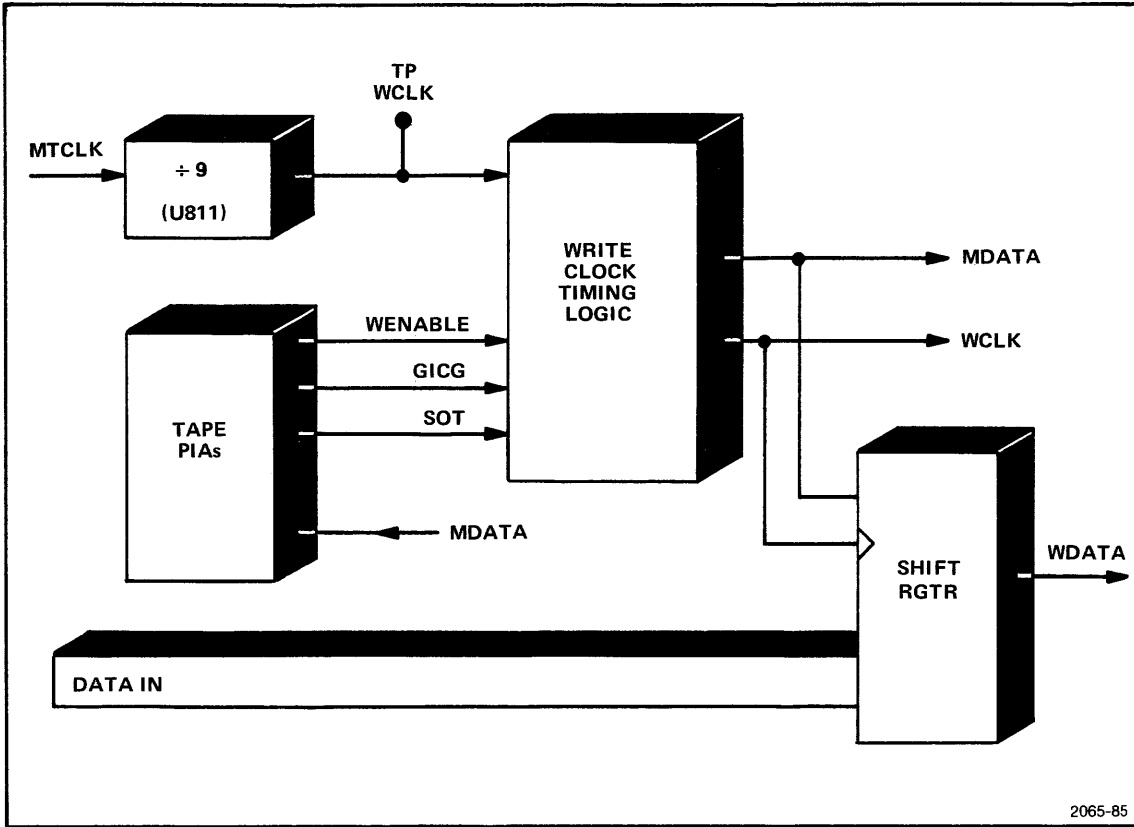 TP
WCLK
MTCLK
÷ 9
(U811)
WRITE
CLOCK
TIMING
LOGIC
MDATA
WCLK
WENABLE
GICG
SOT
TAPE
PIAs
MDATA
SHIFT
RGTR
WDATA
DATA IN
2065-85